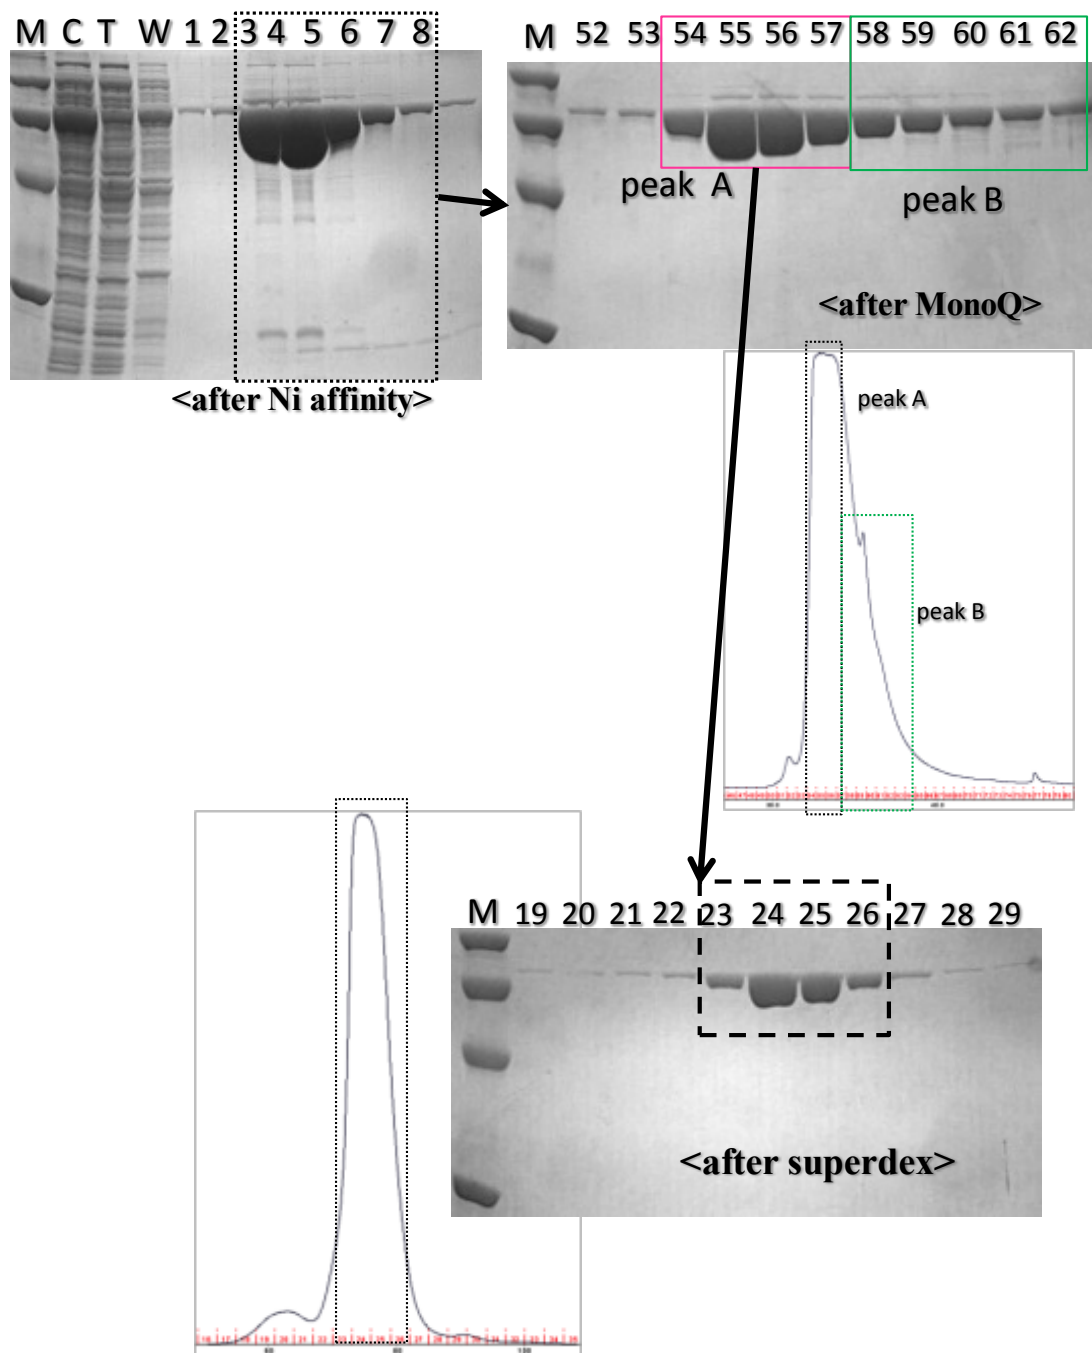 M C T W 1 2 3 4 5 6 7 8
<after Ni affinity>
M 52 53 54 55 56 57 58 59 60 61 62
peak A
peak B
<after MonoQ>
peak A
peak B
M 19 20 21 22 23 24 25 26 27 28 29
<after superdex>